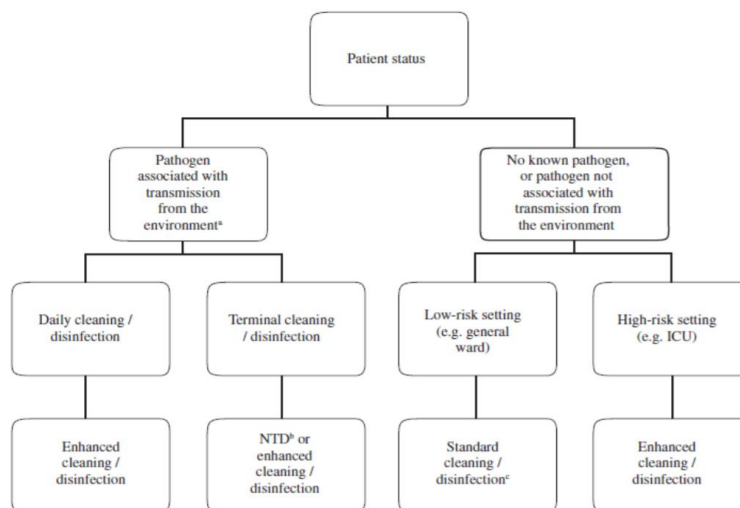 Patient status
Pathogen
associated with
transmission
from the
environmentᵃ
No known pathogen,
or pathogen not
associated with
transmission from
the environment
Daily cleaning /
disinfection
Terminal cleaning
/ disinfection
Low-risk setting
(e.g. general
ward)
High-risk setting
(e.g. ICU)
Enhanced
cleaning /
disinfection
NTDᵇ or
enhanced
cleaning /
disinfection
Standard
cleaning /
disinfectionᶜ
Enhanced
cleaning /
disinfection